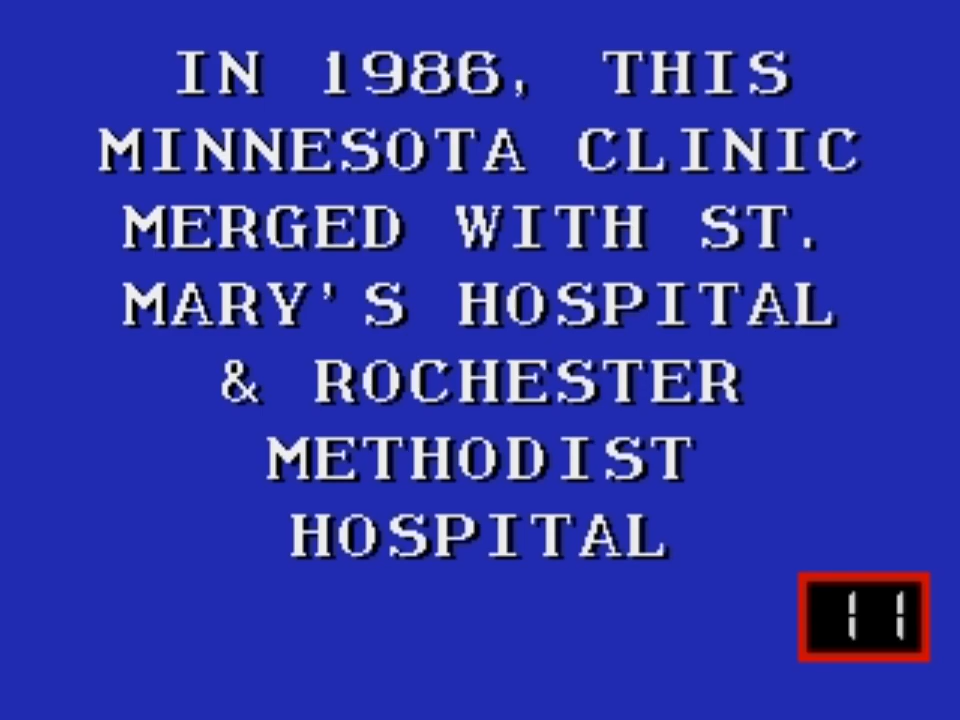 IN 1986, THIS
MINNESOTA CLINIC
MERGED WITH ST.
MARY'S HOSPITAL
& ROCHESTER
METHODIST
HOSPITAL
11